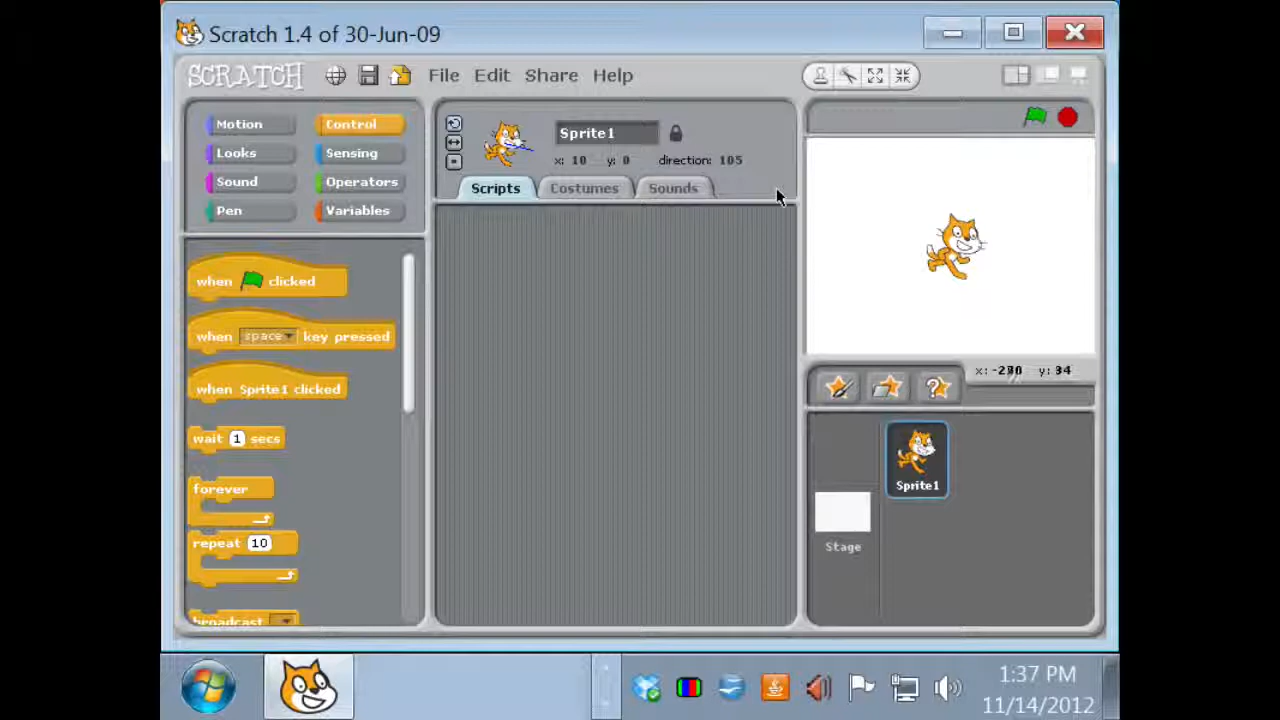 Scratch 1.4 of 30-Jun-09
SCRATCH
File Edit Share Help
Motion Control
Looks Sensing
Sound Operators
Pen Variables
Sprite1
x: 10 y: 0 direction: 105
Scripts Costumes Sounds
when clicked
when space key pressed
when Sprite1 clicked
wait 1 secs
forever
repeat 10
broadcast
y: 34
Sprite1
Stage
1:37 PM
11/14/2012